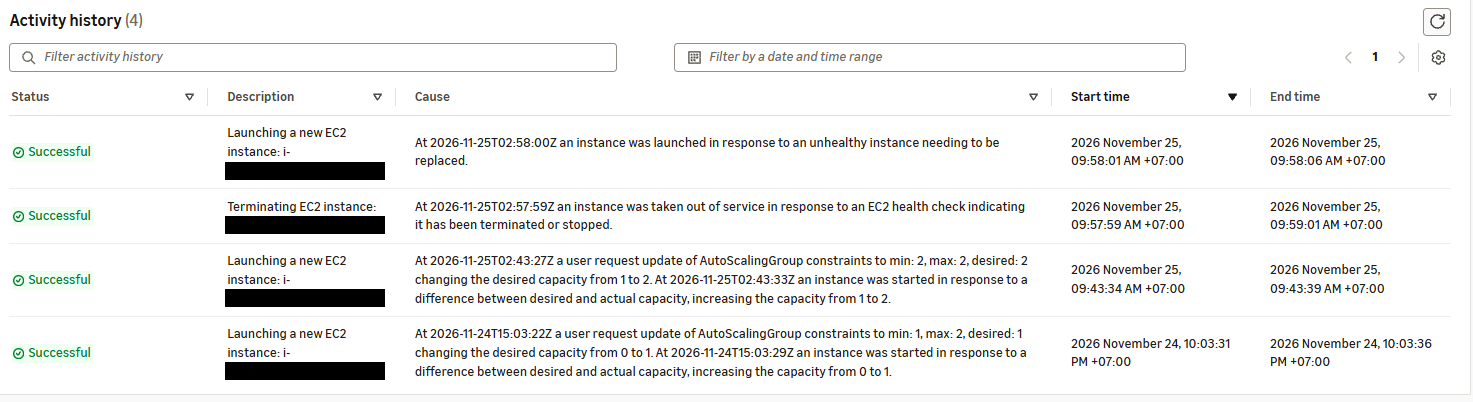 Activity history (4)
Filter activity history
Filter by a date and time range
1
Status
Description
Cause
Start time
End time
Successful
Launching a new EC2
instance: i-
At 2026-11-25T02:58:00Z an instance was launched in response to an unhealthy instance needing to be
replaced.
2026 November 25,
09:58:01 AM +07:00
2026 November 25,
09:58:06 AM +07:00
Successful
Terminating EC2 instance:
At 2026-11-25T02:57:59Z an instance was taken out of service in response to an EC2 health check indicating
it has been terminated or stopped.
2026 November 25,
09:57:59 AM +07:00
2026 November 25,
09:59:01 AM +07:00
Successful
Launching a new EC2
instance: i-
At 2026-11-25T02:43:27Z a user request update of AutoScalingGroup constraints to min: 2, max: 2, desired: 2
changing the desired capacity from 1 to 2. At 2026-11-25T02:43:33Z an instance was started in response to a
difference between desired and actual capacity, increasing the capacity from 1 to 2.
2026 November 25,
09:43:34 AM +07:00
2026 November 25,
09:43:39 AM +07:00
Successful
Launching a new EC2
instance: i-
At 2026-11-24T15:03:22Z a user request update of AutoScalingGroup constraints to min: 1, max: 2, desired: 1
changing the desired capacity from 0 to 1. At 2026-11-24T15:03:29Z an instance was started in response to a
difference between desired and actual capacity, increasing the capacity from 0 to 1.
2026 November 24, 10:03:31
PM +07:00
2026 November 24, 10:03:36
PM +07:00